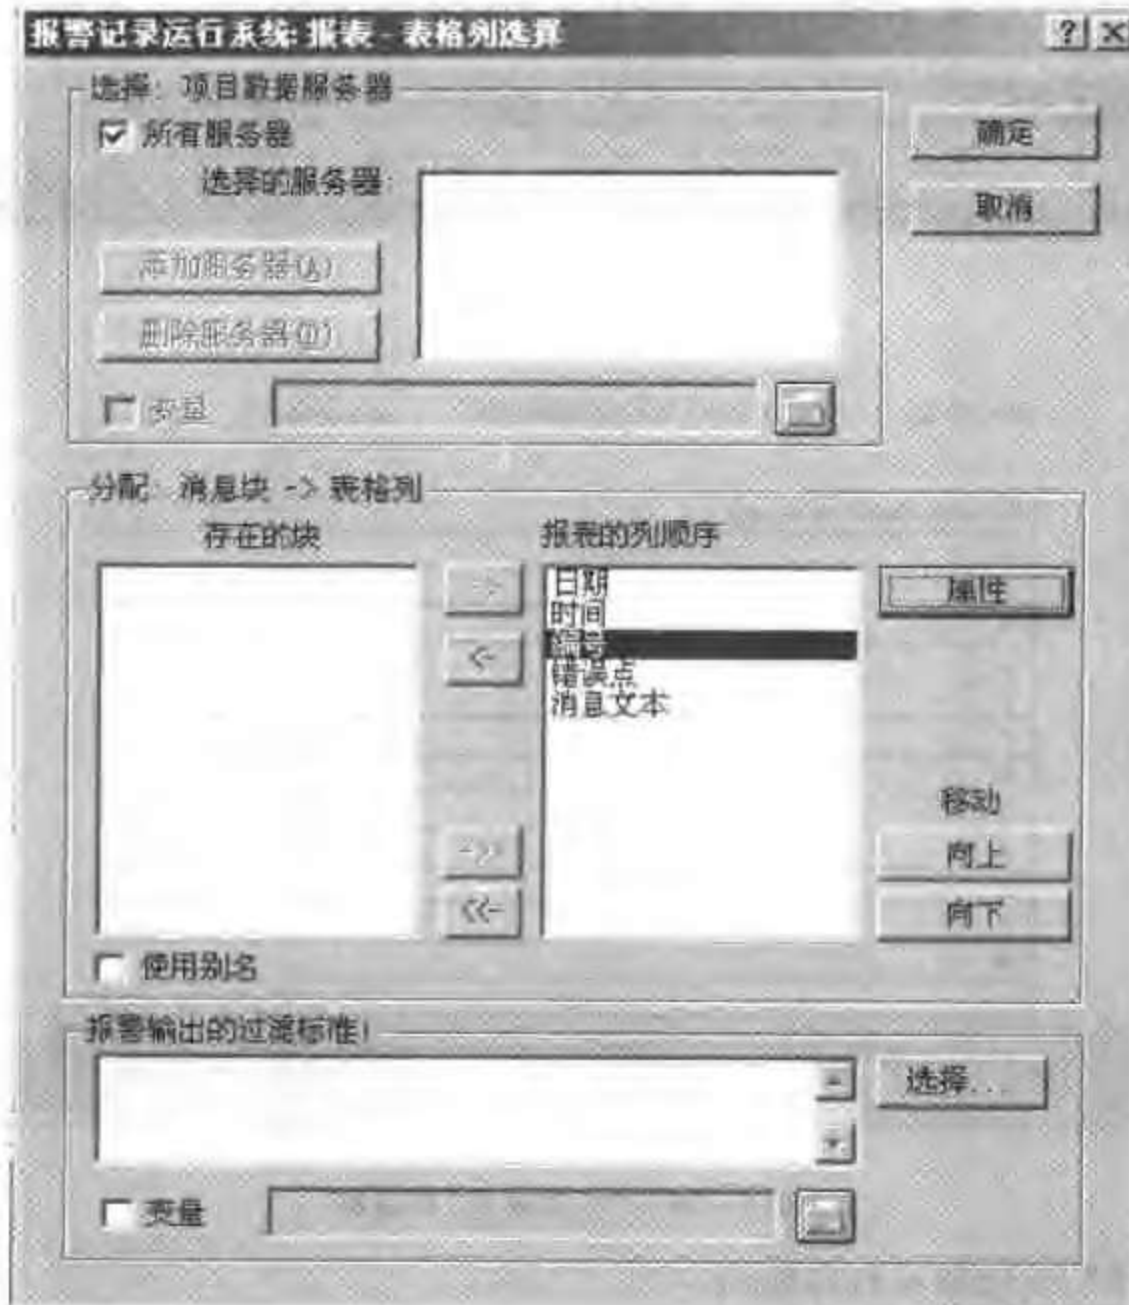 报警记录运行系统: 报表 - 表格列选择
选择: 项目数据服务器
所有服务器
选择的服务器:
添加服务器(A)
删除服务器(D)
变量
确定
取消
分配: 消息块 -> 表格列
存在的块
报表的列顺序
->
<-
->>
<<-
日期
时间
编号
错误点
消息文本
属性
移动
向上
向下
使用别名
报警输出的过滤标准:
选择...
变量